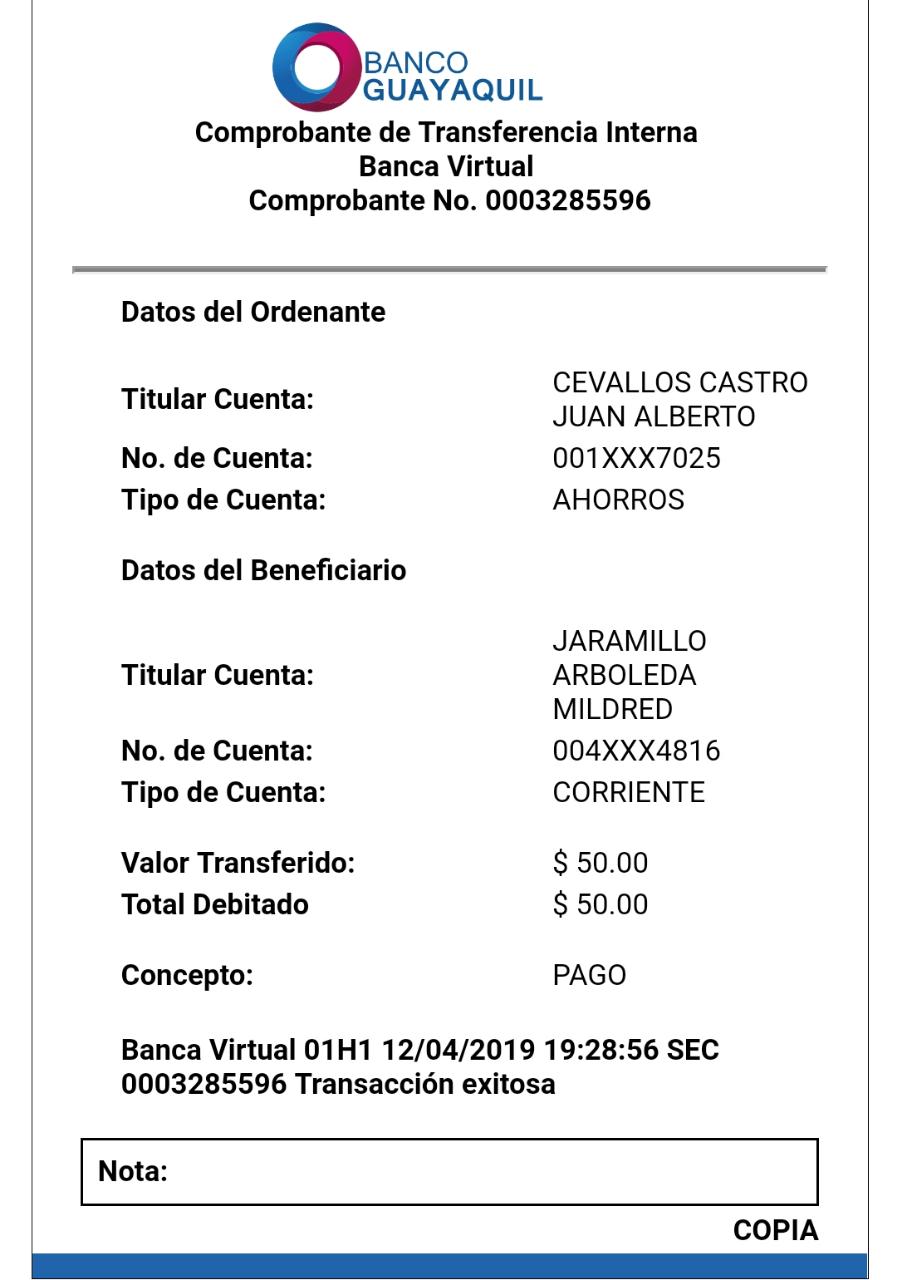 BANCO
GUAYAQUIL
Comprobante de Transferencia Interna
Banca Virtual
Comprobante No. 0003285596
Datos del Ordenante
Titular Cuenta: CEVALLOS CASTRO
JUAN ALBERTO
No. de Cuenta: 001XXX7025
Tipo de Cuenta: AHORROS
Datos del Beneficiario
Titular Cuenta: JARAMILLO
ARBOLEDA
MILDRED
No. de Cuenta: 004XXX4816
Tipo de Cuenta: CORRIENTE
Valor Transferido: $ 50.00
Total Debitado $ 50.00
Concepto: PAGO
Banca Virtual 01H1 12/04/2019 19:28:56 SEC
0003285596 Transacción exitosa
Nota:
COPIA